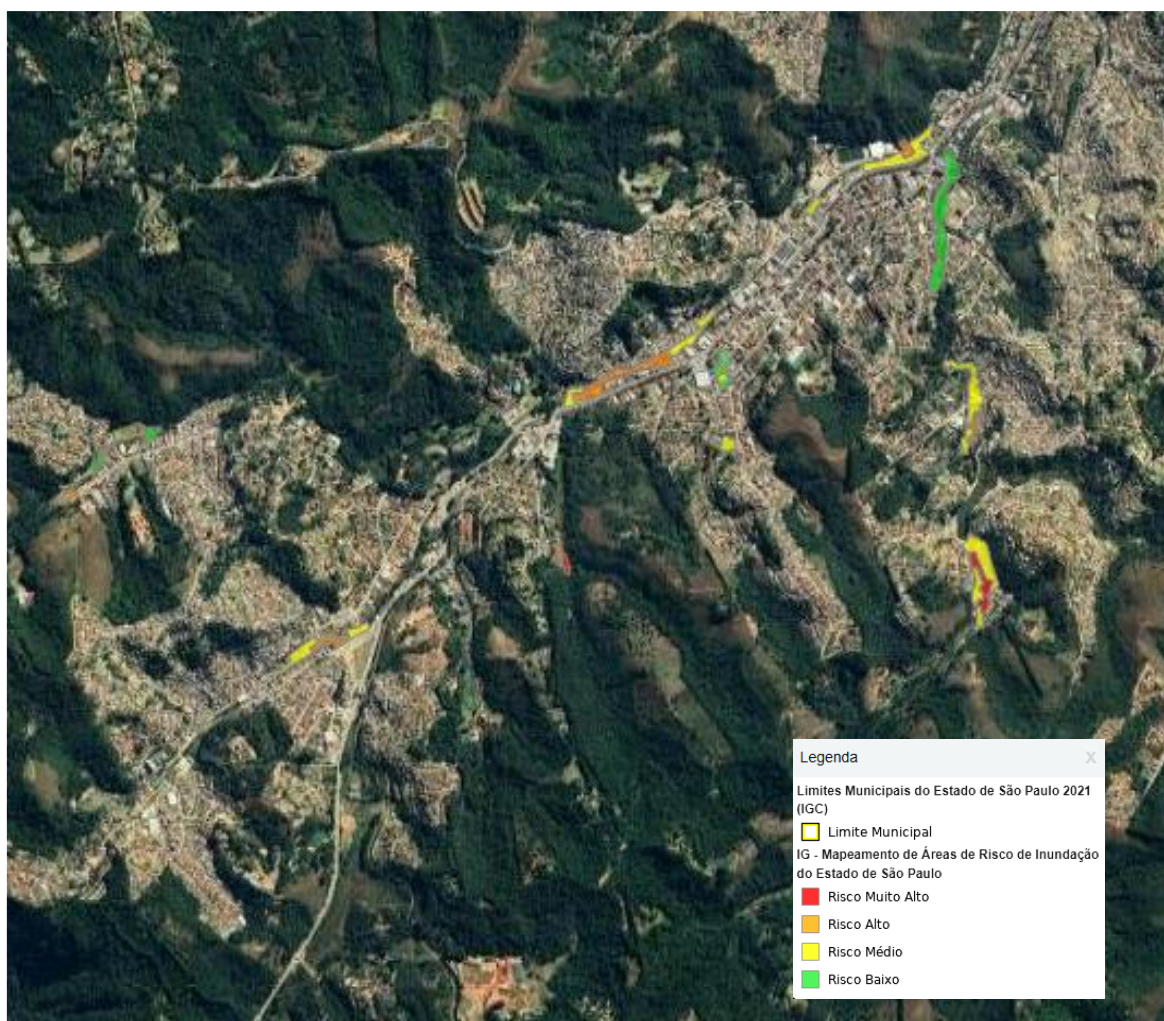 Legenda X
Limites Municipais do Estado de São Paulo 2021
(IGC)
Limite Municipal
IG - Mapeamento de Áreas de Risco de Inundação
do Estado de São Paulo
Risco Muito Alto
Risco Alto
Risco Médio
Risco Baixo